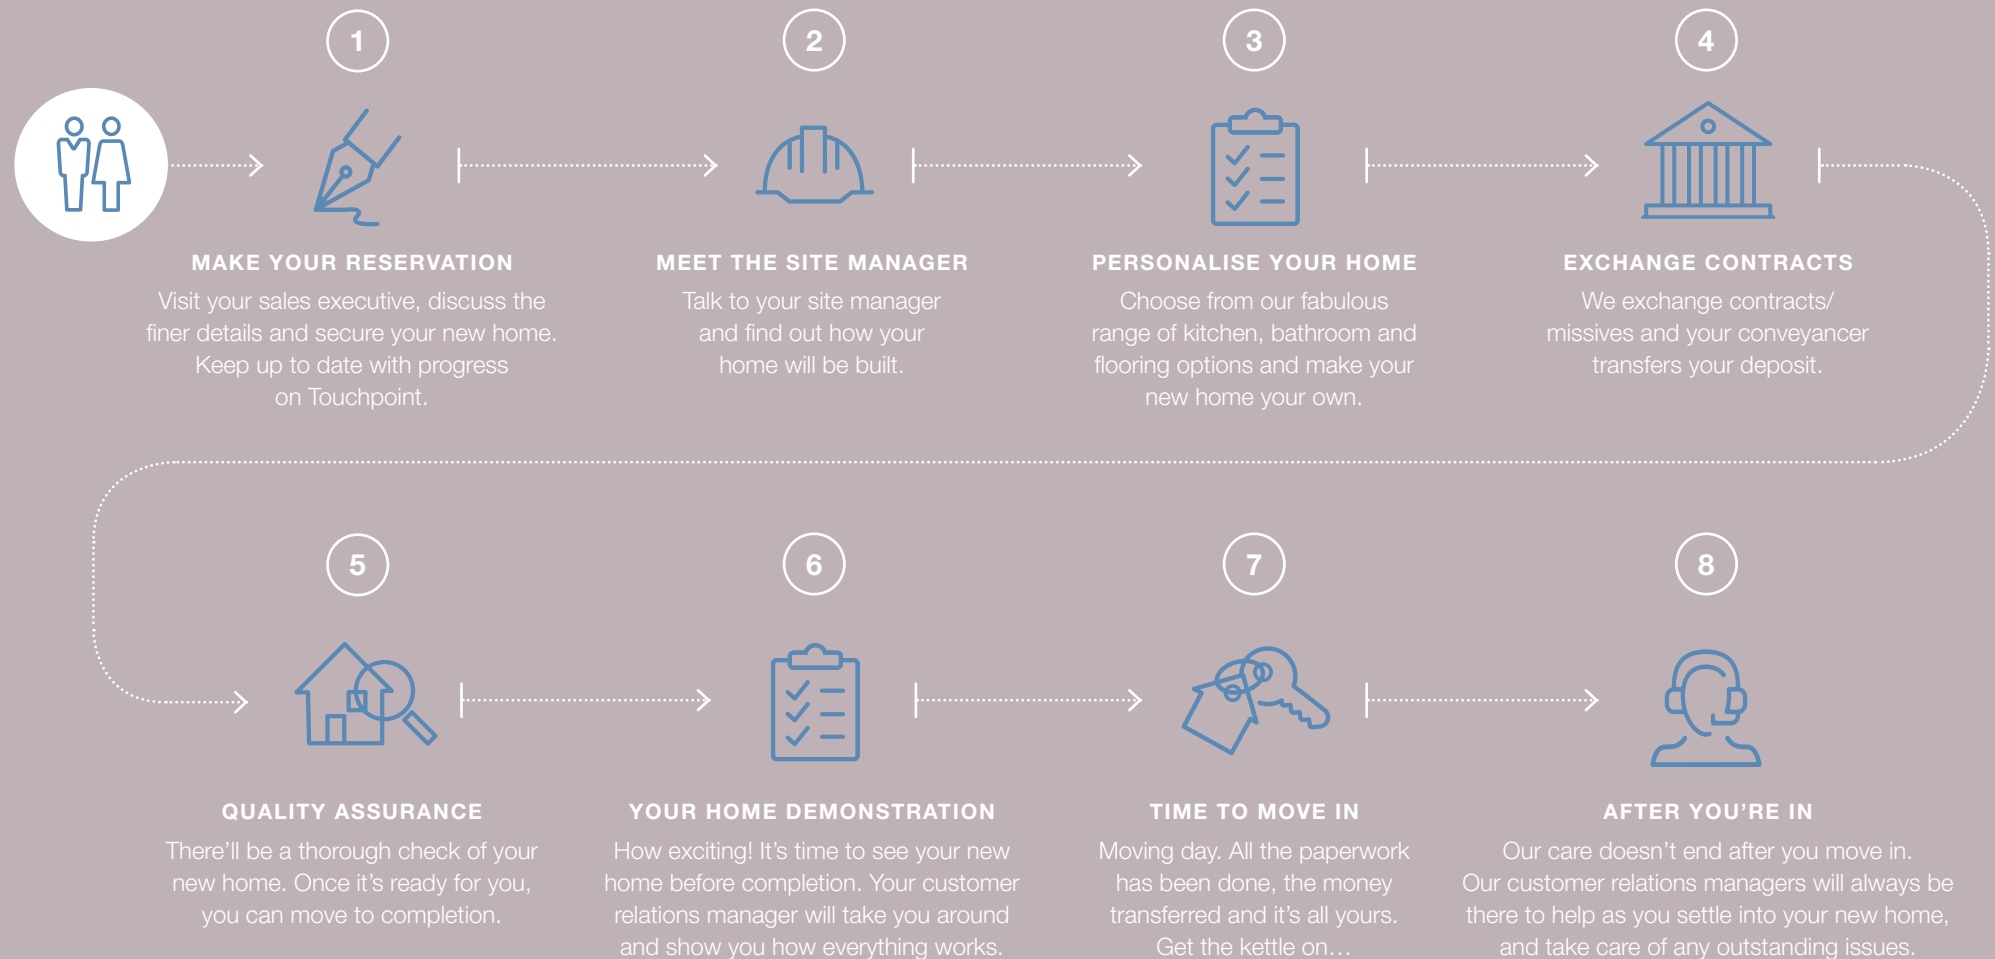 1
MAKE YOUR RESERVATION
Visit your sales executive, discuss the
finer details and secure your new home.
Keep up to date with progress
on Touchpoint.
2
MEET THE SITE MANAGER
Talk to your site manager
and find out how your
home will be built.
3
PERSONALISE YOUR HOME
Choose from our fabulous
range of kitchen, bathroom and
flooring options and make your
new home your own.
4
EXCHANGE CONTRACTS
We exchange contracts/
missives and your conveyancer
transfers your deposit.
5
QUALITY ASSURANCE
There’ll be a thorough check of your
new home. Once it’s ready for you,
you can move to completion.
6
YOUR HOME DEMONSTRATION
How exciting! It’s time to see your new
home before completion. Your customer
relations manager will take you around
and show you how everything works.
7
TIME TO MOVE IN
Moving day. All the paperwork
has been done, the money
transferred and it’s all yours.
Get the kettle on…
8
AFTER YOU’RE IN
Our care doesn’t end after you move in.
Our customer relations managers will always be
there to help as you settle into your new home,
and take care of any outstanding issues.